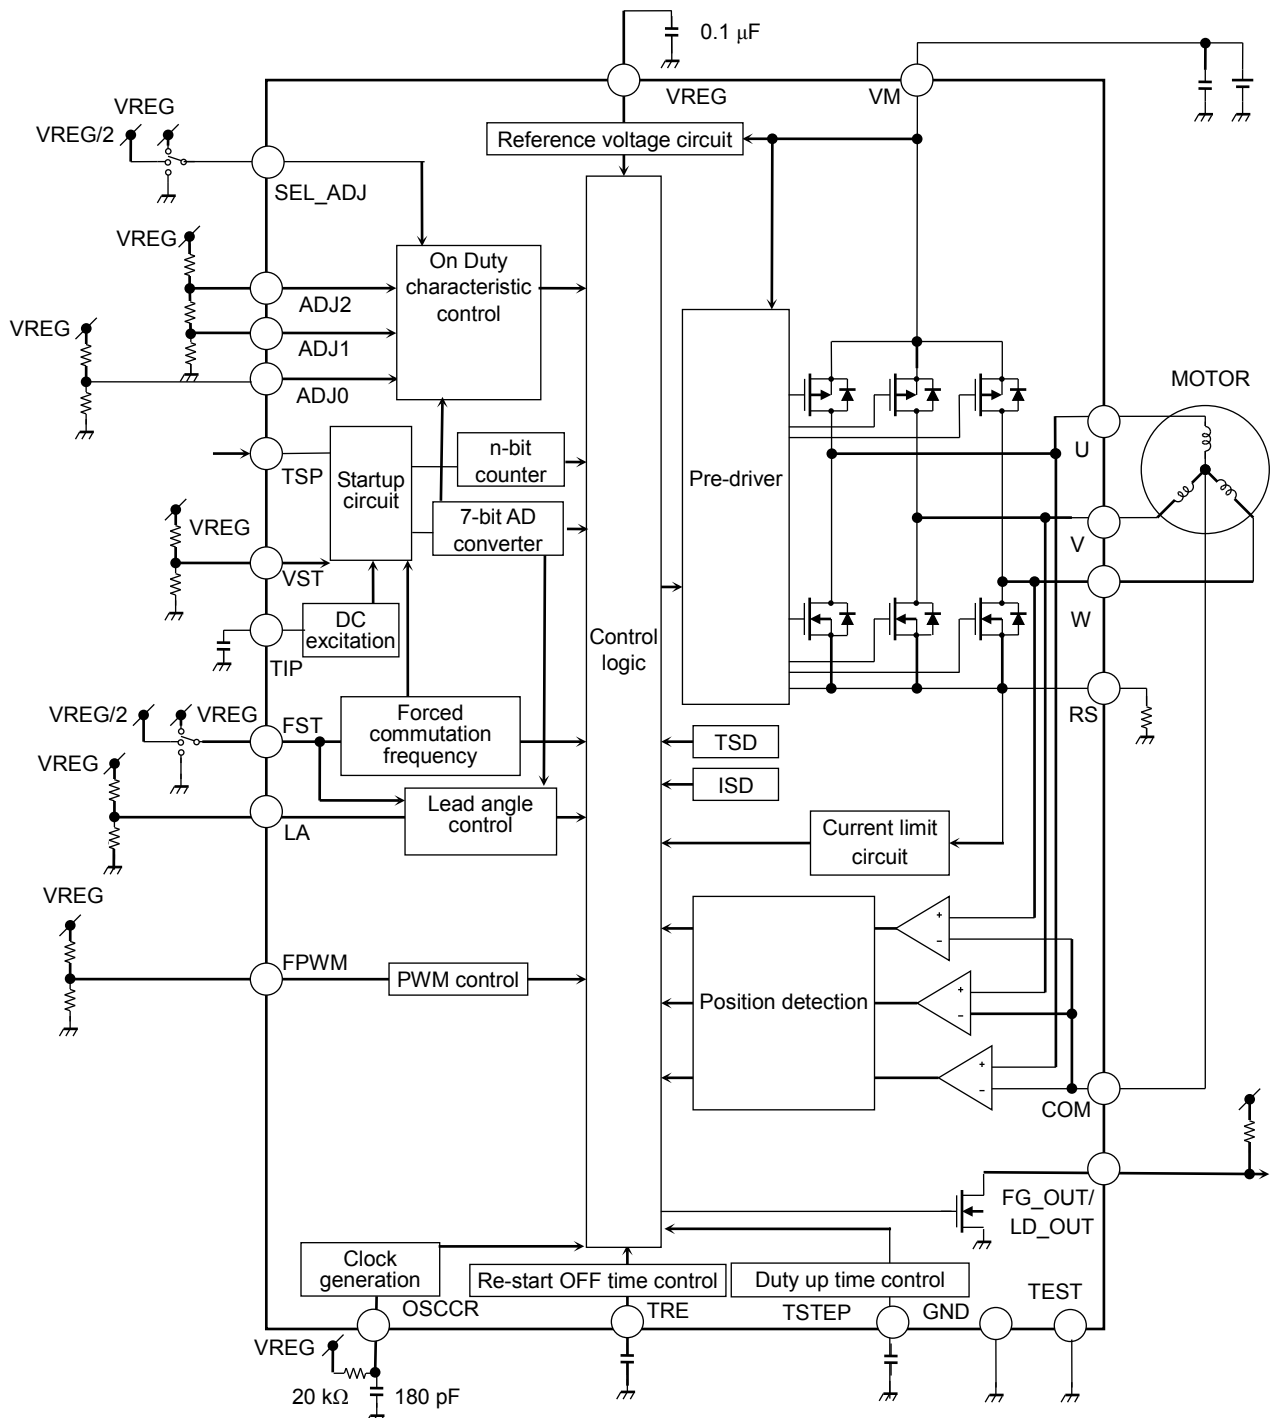 0.1 μF
VREG
VM
VREG
VREG/2
Reference voltage circuit
SEL_ADJ
VREG
On Duty
characteristic
control
ADJ2
VREG
ADJ1
ADJ0
MOTOR
U
TSP
Startup
circuit
n-bit
counter
Pre-driver
7-bit AD
converter
VREG
V
VST
DC
excitation
W
TIP
Control
logic
VREG/2
VREG
FST
Forced
commutation
frequency
RS
TSD
VREG
ISD
Lead angle
control
LA
Current limit
circuit
VREG
+
-
FPWM
PWM control
Position detection
+
-
+
-
COM
FG_OUT/
LD_OUT
Clock
generation
Re-start OFF time control
Duty up time control
TEST
OSCCR
TRE
TSTEP
GND
VREG
20 kΩ
180 pF